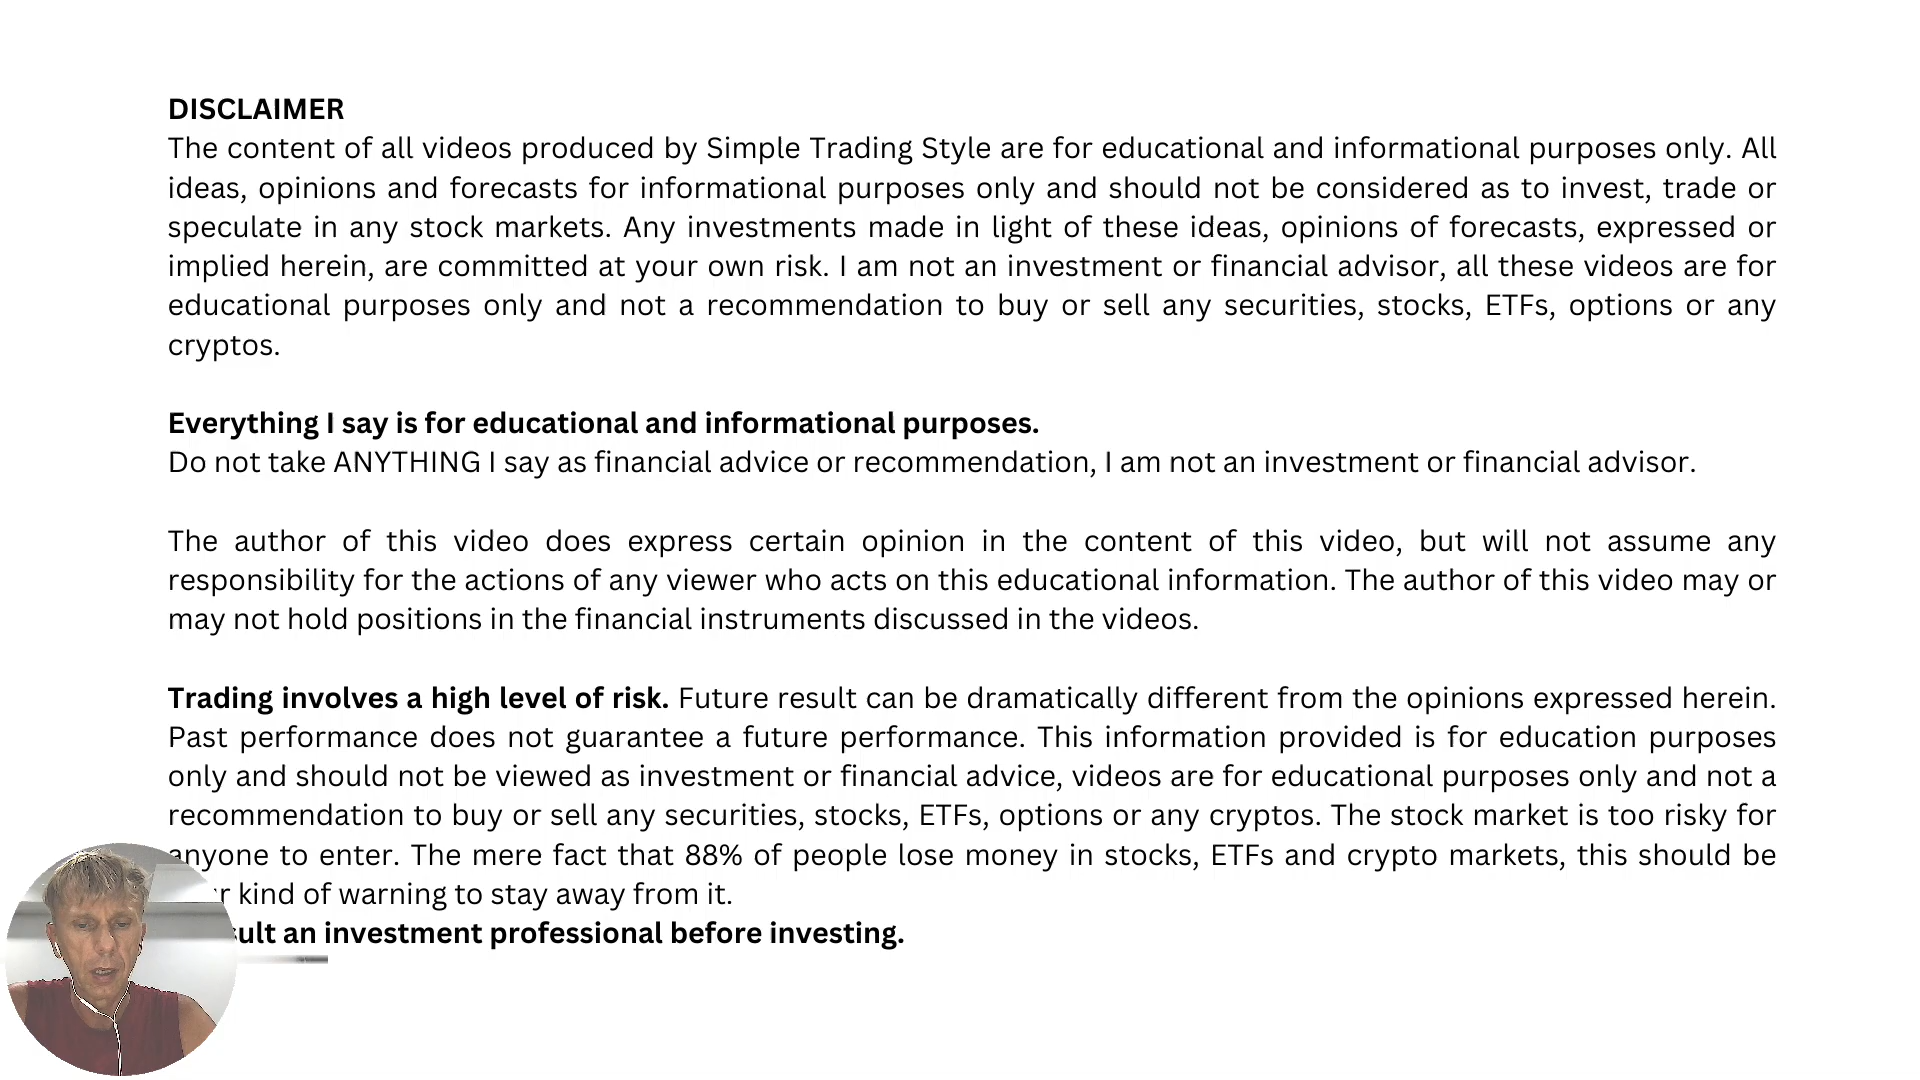 DISCLAIMER
The content of all videos produced by Simple Trading Style are for educational and informational purposes only. All
ideas, opinions and forecasts for informational purposes only and should not be considered as to invest, trade or
speculate in any stock markets. Any investments made in light of these ideas, opinions of forecasts, expressed or
implied herein, are committed at your own risk. I am not an investment or financial advisor, all these videos are for
educational purposes only and not a recommendation to buy or sell any securities, stocks, ETFs, options or any
cryptos.
Everything I say is for educational and informational purposes.
Do not take ANYTHING I say as financial advice or recommendation, I am not an investment or financial advisor.
The author of this video does express certain opinion in the content of this video, but will not assume any
responsibility for the actions of any viewer who acts on this educational information. The author of this video may or
may not hold positions in the financial instruments discussed in the videos.
Trading involves a high level of risk. Future result can be dramatically different from the opinions expressed herein.
Past performance does not guarantee a future performance. This information provided is for education purposes
only and should not be viewed as investment or financial advice, videos are for educational purposes only and not a
recommendation to buy or sell any securities, stocks, ETFs, options or any cryptos. The stock market is too risky for
anyone to enter. The mere fact that 88% of people lose money in stocks, ETFs and crypto markets, this should be
kind of warning to stay away from it.
an investment professional before investing.